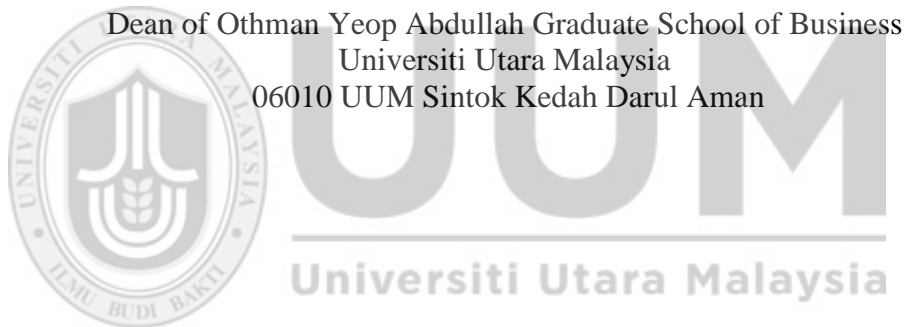 Dean of Othman Yeop Abdullah Graduate School of Business
Universiti Utara Malaysia
06010 UUM Sintok Kedah Darul Aman
UNIVERSITI UTARA MALAYSIA
ILMU BUDI BAKTI
UUM
Universiti Utara Malaysia